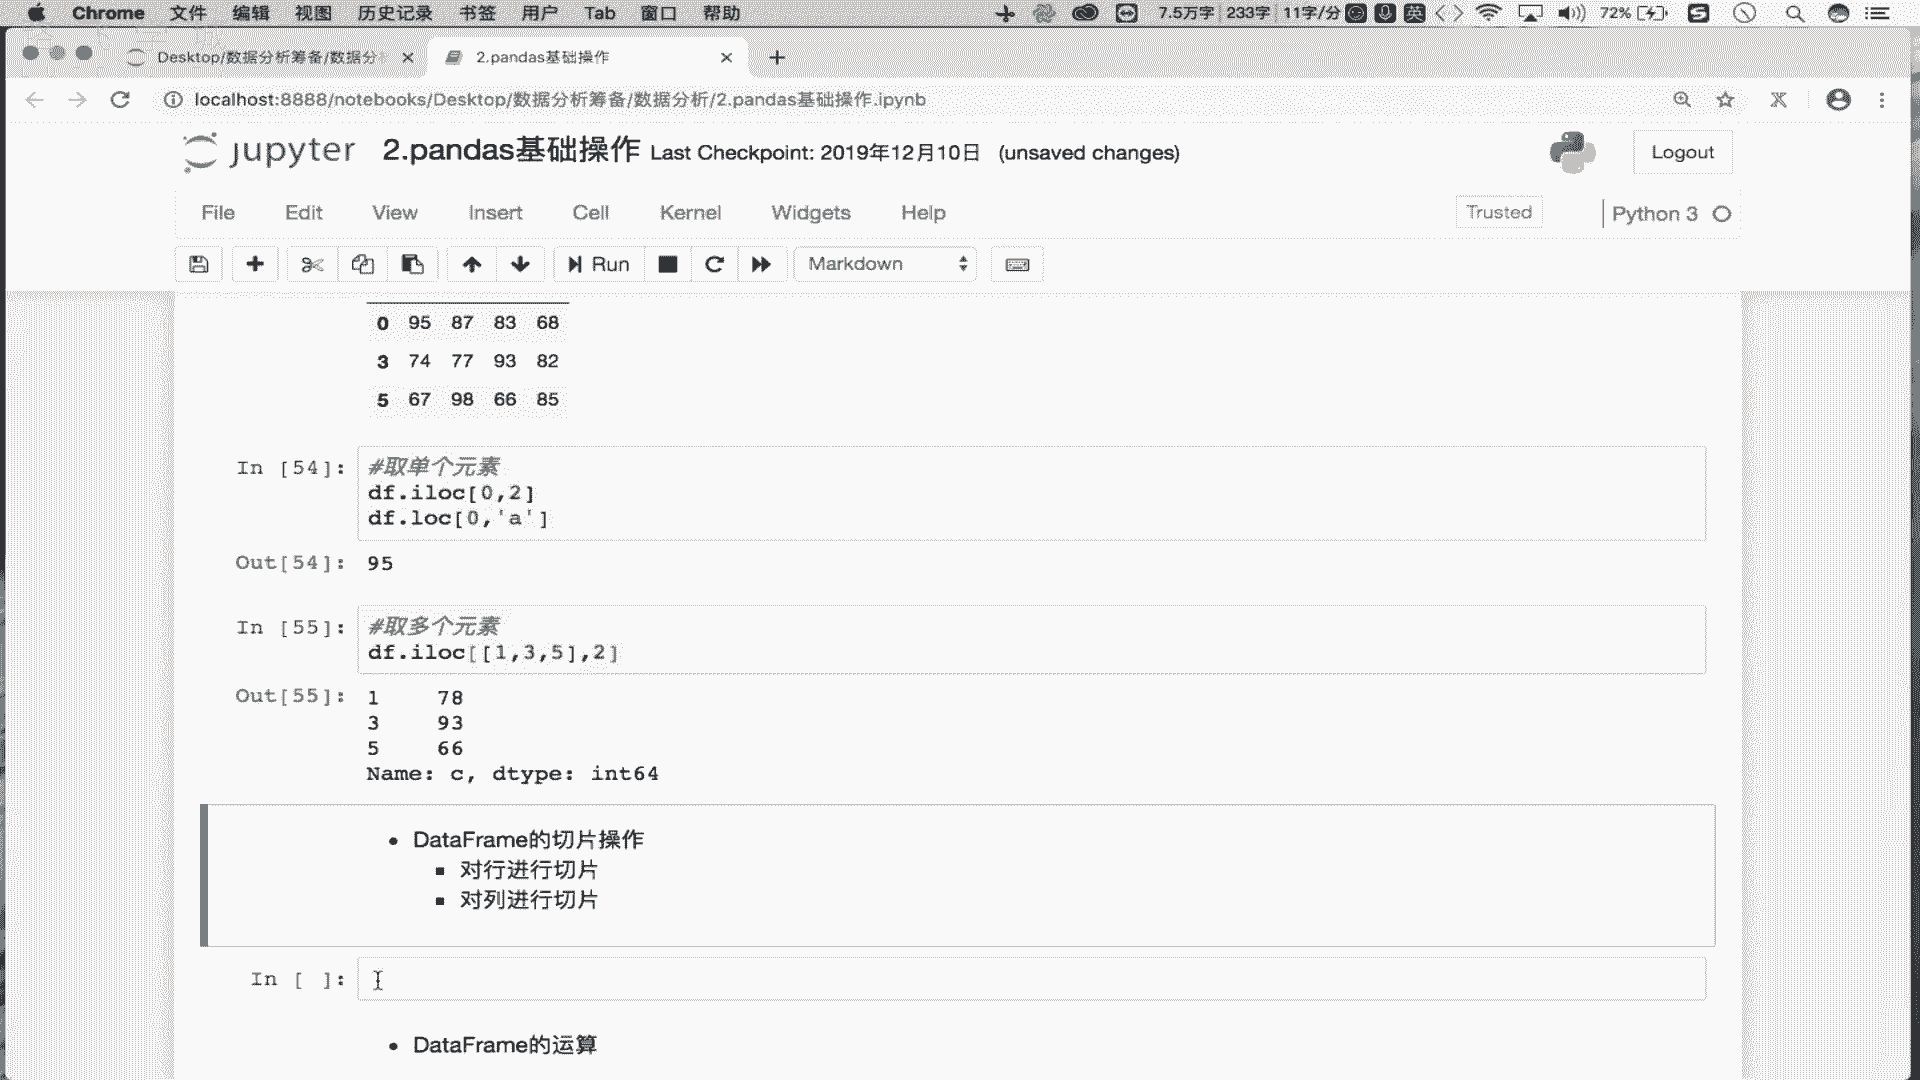 Chrome 文件 编辑 视图 历史记录 书签 用户 Tab 窗口 帮助 7.5万字 233字 11字/分 英 72%
Desktop/数据分析筹备/数据分 2.pandas基础操作
localhost:8888/notebooks/Desktop/数据分析筹备/数据分析/2.pandas基础操作.ipynb
jupyter 2.pandas基础操作 Last Checkpoint: 2019年12月10日 (unsaved changes) Logout
File Edit View Insert Cell Kernel Widgets Help Trusted Python 3
Run Markdown
0 95 87 83 68
3 74 77 93 82
5 67 98 66 85
In [54]: #取单个元素
df.iloc[0,2]
df.loc[0,'a']
Out[54]: 95
In [55]: #取多个元素
df.iloc[[1,3,5],2]
Out[55]: 1 78
3 93
5 66
Name: c, dtype: int64
• DataFrame的切片操作
▪ 对行进行切片
▪ 对列进行切片
In [ ]:
• DataFrame的运算